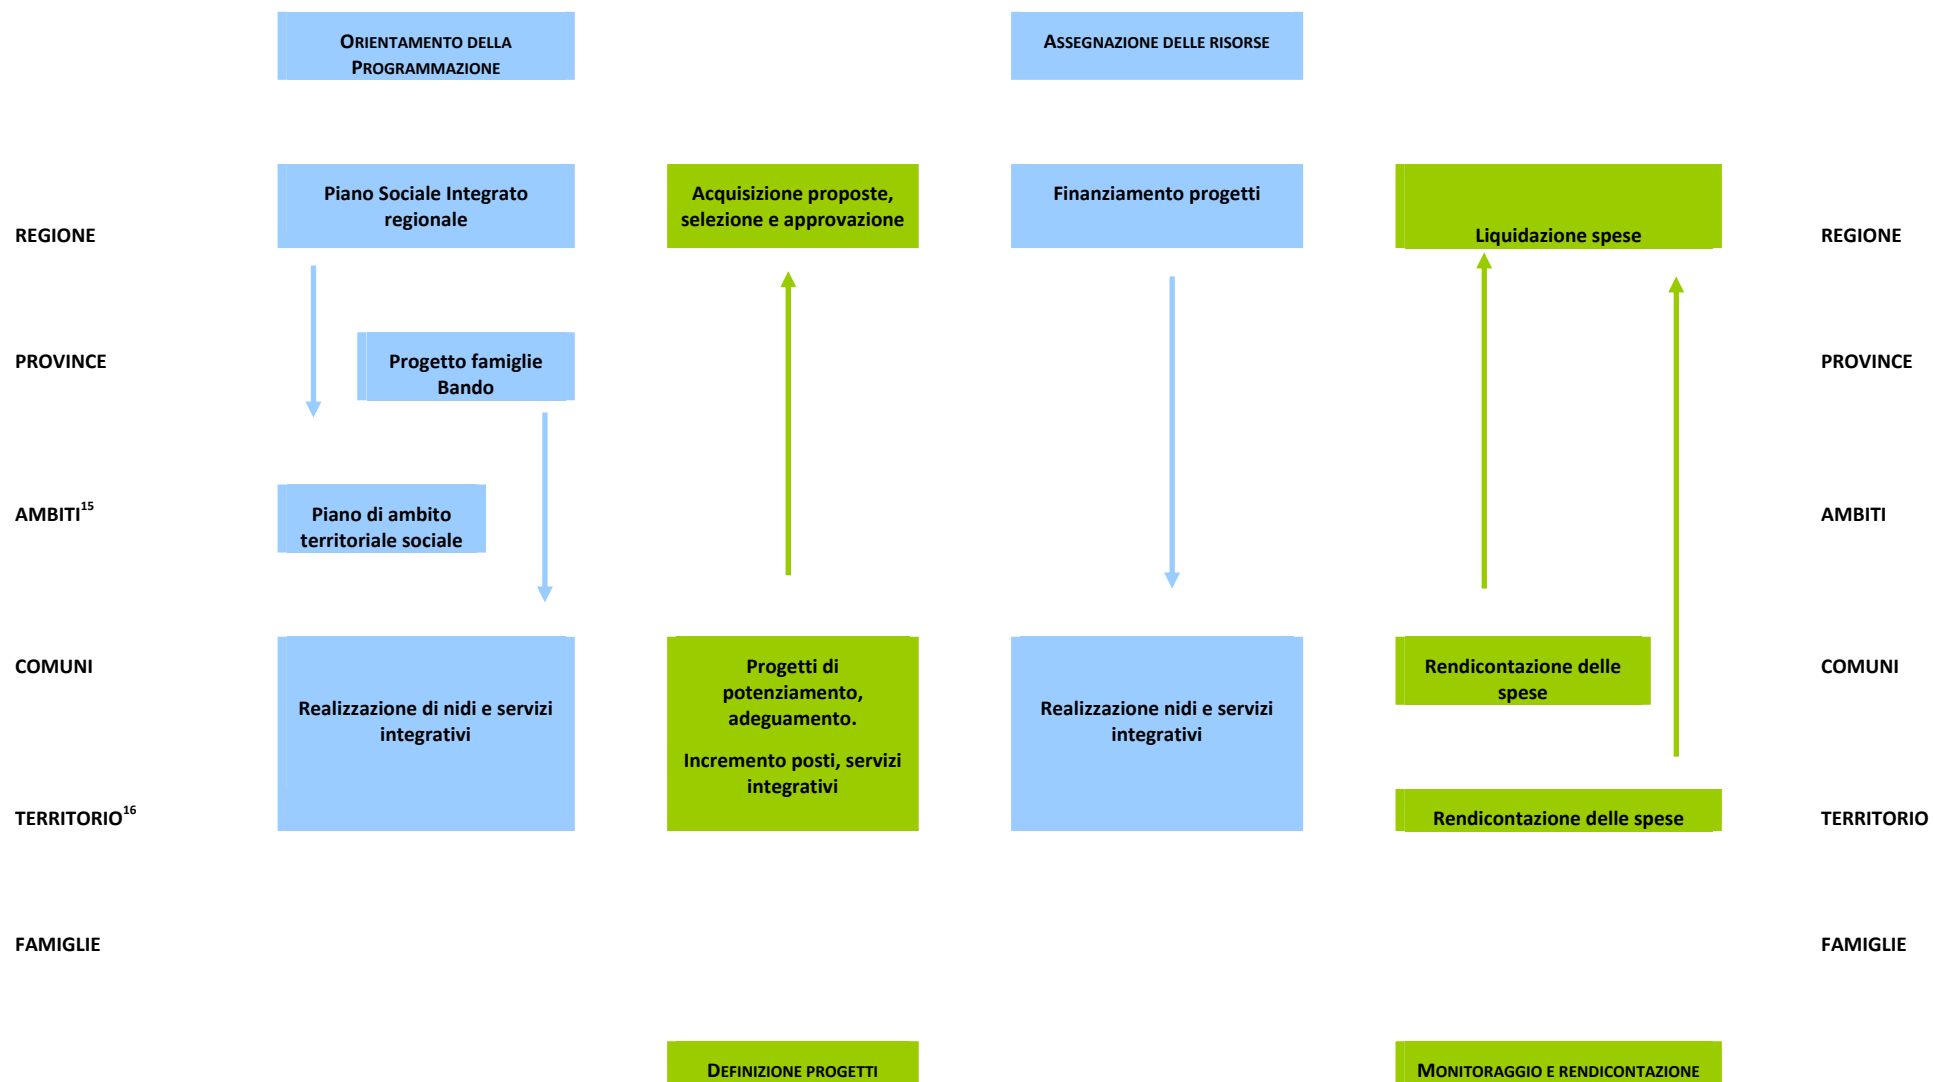 ORIENTAMENTO DELLA
PROGRAMMAZIONE
ASSEGNAZIONE DELLE RISORSE
REGIONE
Piano Sociale Integrato
regionale
Acquisizione proposte,
selezione e approvazione
Finanziamento progetti
Liquidazione spese
REGIONE
PROVINCE
Progetto famiglie
Bando
PROVINCE
AMBITI15
Piano di ambito
territoriale sociale
AMBITI
COMUNI
Realizzazione di nidi e servizi
integrativi
Progetti di
potenziamento,
adeguamento.
Incremento posti, servizi
integrativi
Realizzazione nidi e servizi
integrativi
Rendicontazione delle
spese
COMUNI
TERRITORIO16
Rendicontazione delle spese
TERRITORIO
FAMIGLIE
FAMIGLIE
DEFINIZIONE PROGETTI
MONITORAGGIO E RENDICONTAZIONE